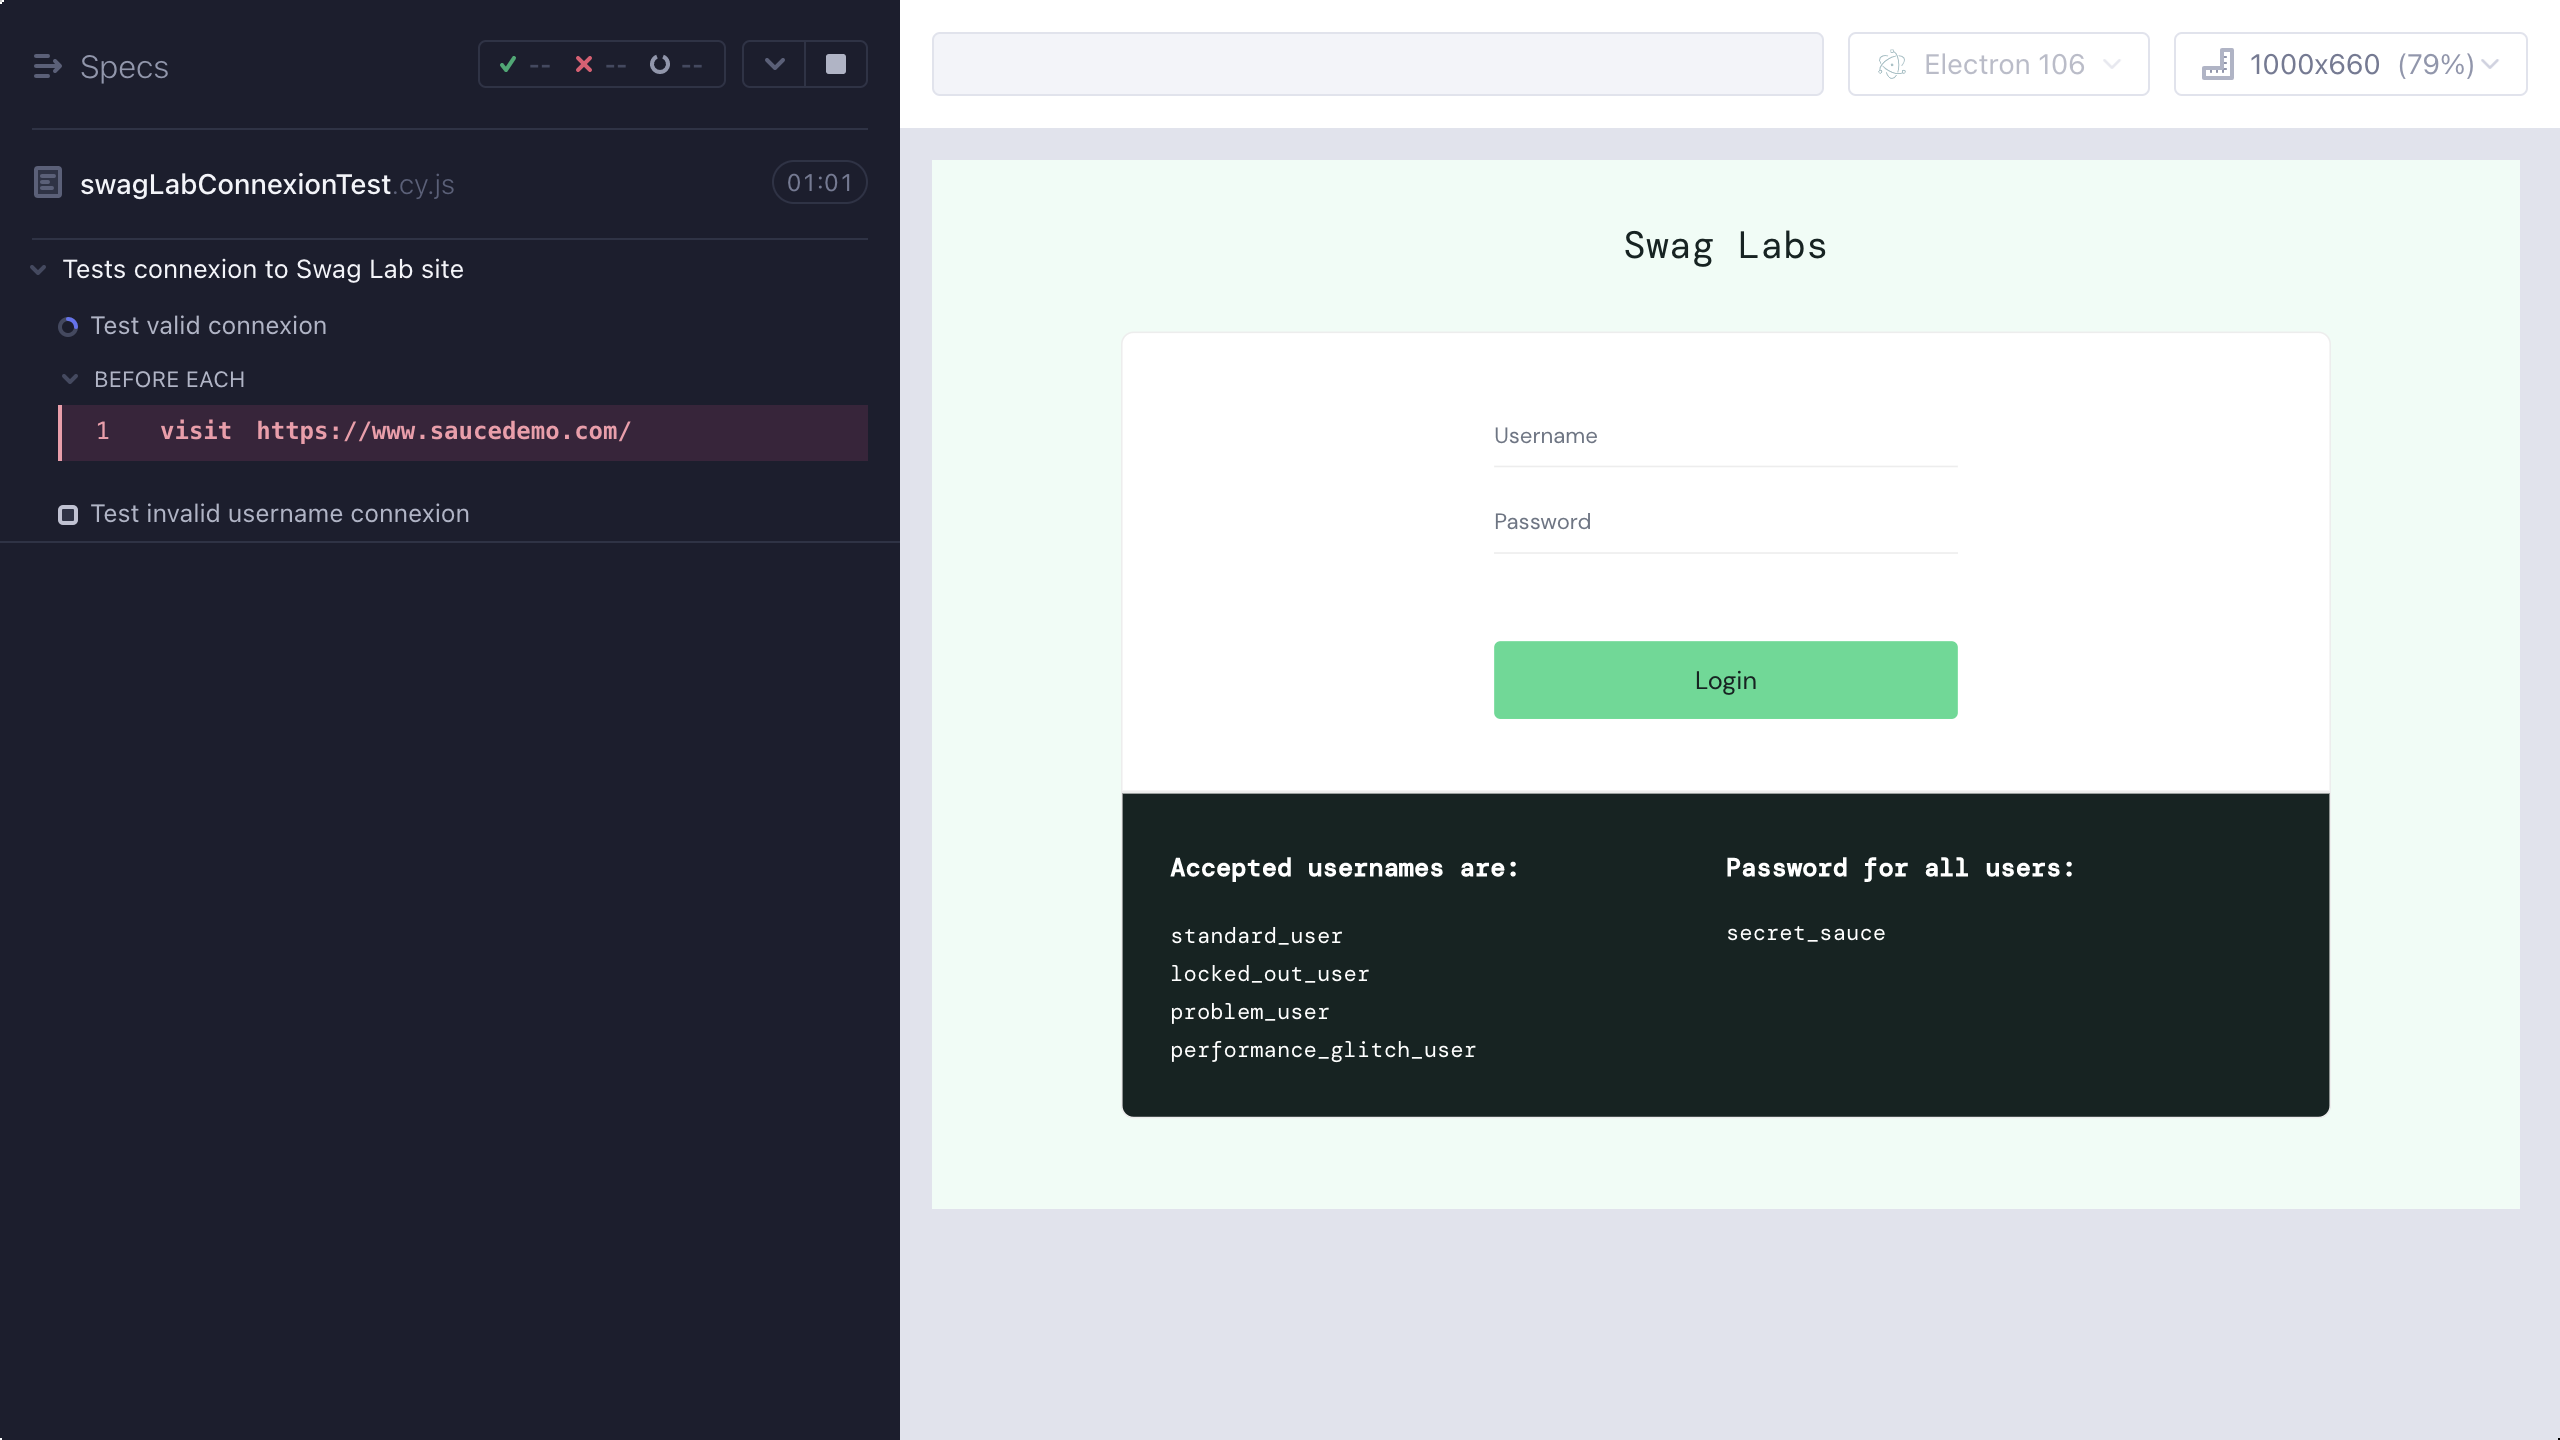 Specs
-- -- --
swagLabConnexionTest.cy.js 01:01
Tests connexion to Swag Lab site
Test valid connexion
BEFORE EACH
1 visit https://www.saucedemo.com/
Test invalid username connexion
Electron 106
1000x660 (79%)
Swag Labs
Username
Password
Login
Accepted usernames are:
standard_user
locked_out_user
problem_user
performance_glitch_user
Password for all users:
secret_sauce